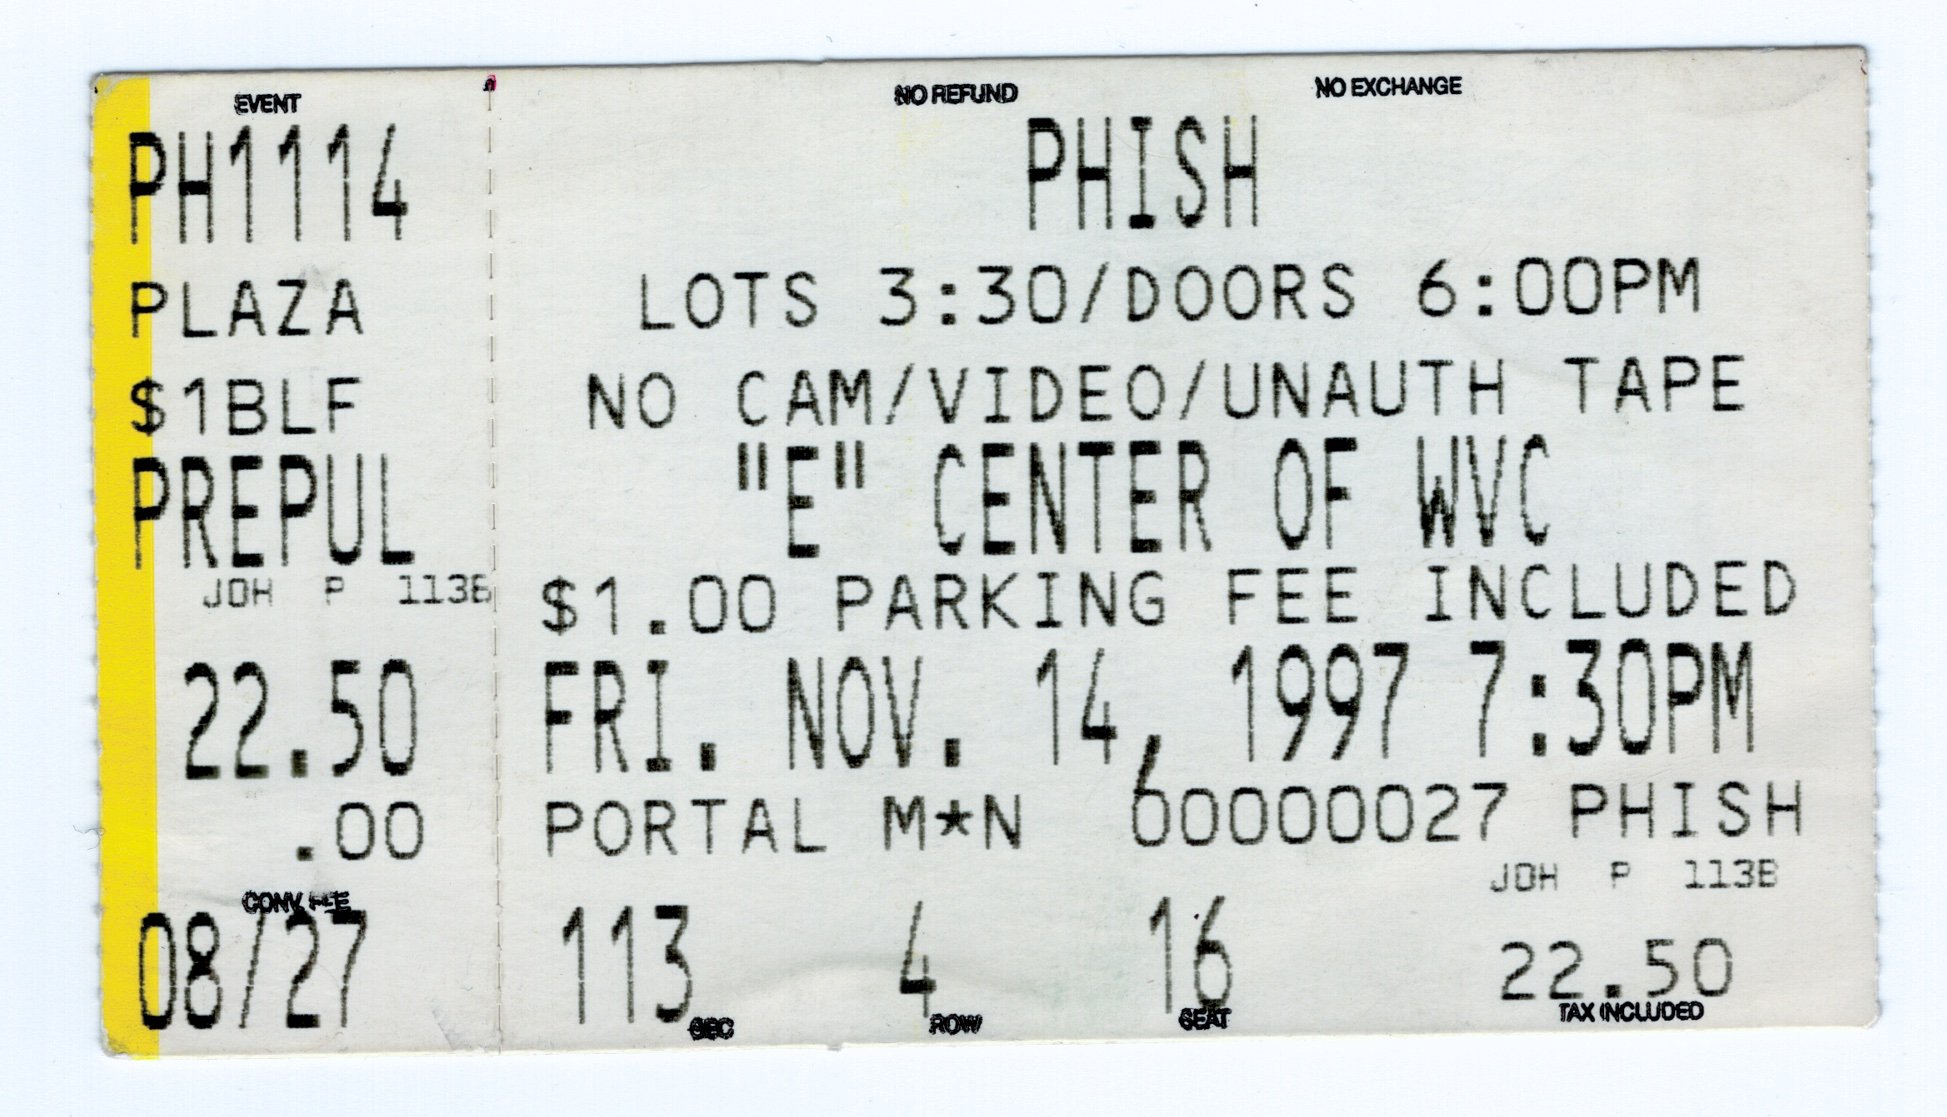 EVENT
PH1114
PLAZA
$1BLF
PREPUL
JOH P 113B
22.50
.00
CONV. FEE
08/27
NO REFUND NO EXCHANGE
PHISH
LOTS 3:30/DOORS 6:00PM
NO CAM/VIDEO/UNAUTH TAPE
"E" CENTER OF WVC
$1.00 PARKING FEE INCLUDED
FRI. NOV. 14, 1997 7:30PM
PORTAL M*N 00000027 PHISH
JOH P 113B
113 4 16 22.50
SEC ROW SEAT TAX INCLUDED